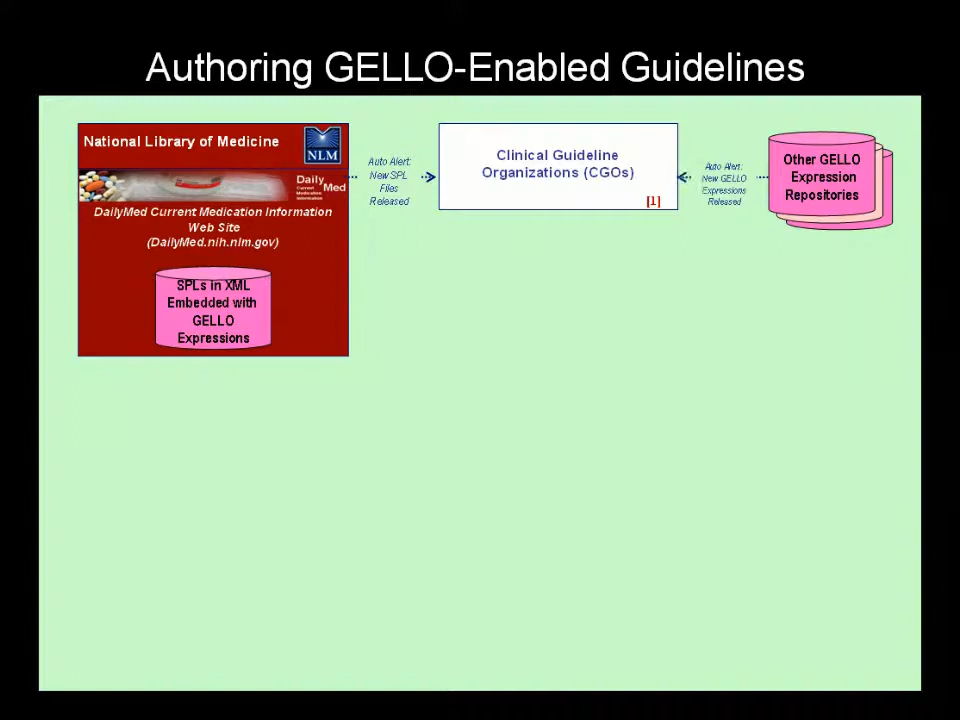 Authoring GELLO-Enabled Guidelines
National Library of Medicine
NLM
Daily
Med
Current
Medication
Information
DailyMed Current Medication Information
Web Site
(DailyMed.nih.nlm.gov)
SPLs in XML
Embedded with
GELLO
Expressions
Auto Alert:
New SPL
Files
Released
Clinical Guideline
Organizations (CGOs)
[1]
Auto Alert:
New GELLO
Expressions
Released
Other GELLO
Expression
Repositories